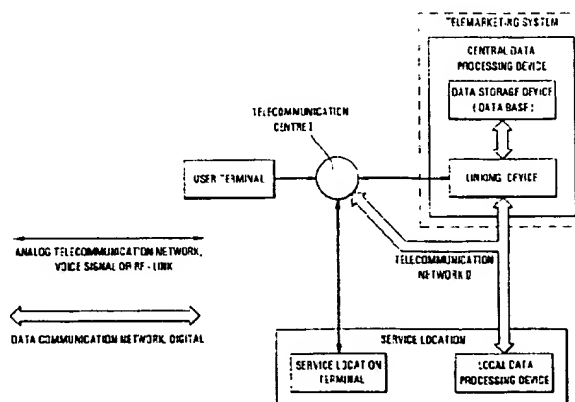 TELEMARKETING SYSTEM
CENTRAL DATA
PROCESSING DEVICE
DATA STORAGE DEVICE
(DATA BASE)
TELECOMMUNICATION
CENTRE I
USER TERMINAL
LINKING DEVICE
ANALOG TELECOMMUNICATION NETWORK,
VOICE SIGNAL OR RF-LINK
TELECOMMUNICATION
NETWORK II
DATA COMMUNICATION NETWORK, DIGITAL
SERVICE LOCATION
SERVICE LOCATION
TERMINAL
LOCAL DATA
PROCESSING DEVICE